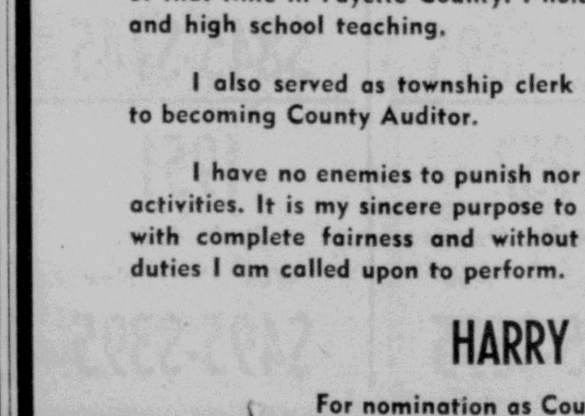 and high school teaching.
I also served as township clerk
to becoming County Auditor.
I have no enemies to punish nor
activities. It is my sincere purpose to
with complete fairness and without
duties I am called upon to perform.
HARRY
For nomination as Cou